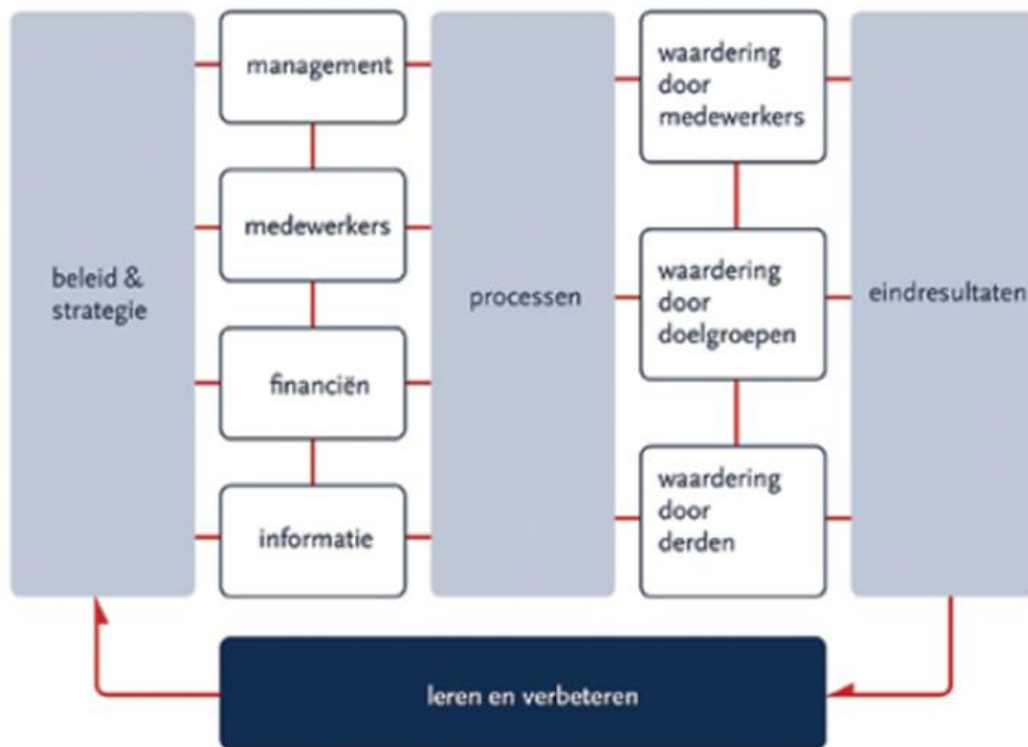 beleid &
strategie
management
medewerkers
financiën
informatie
processen
waardering
door
medewerkers
waardering
door
doelgroepen
waardering
door
derden
eindresultaten
leren en verbeteren